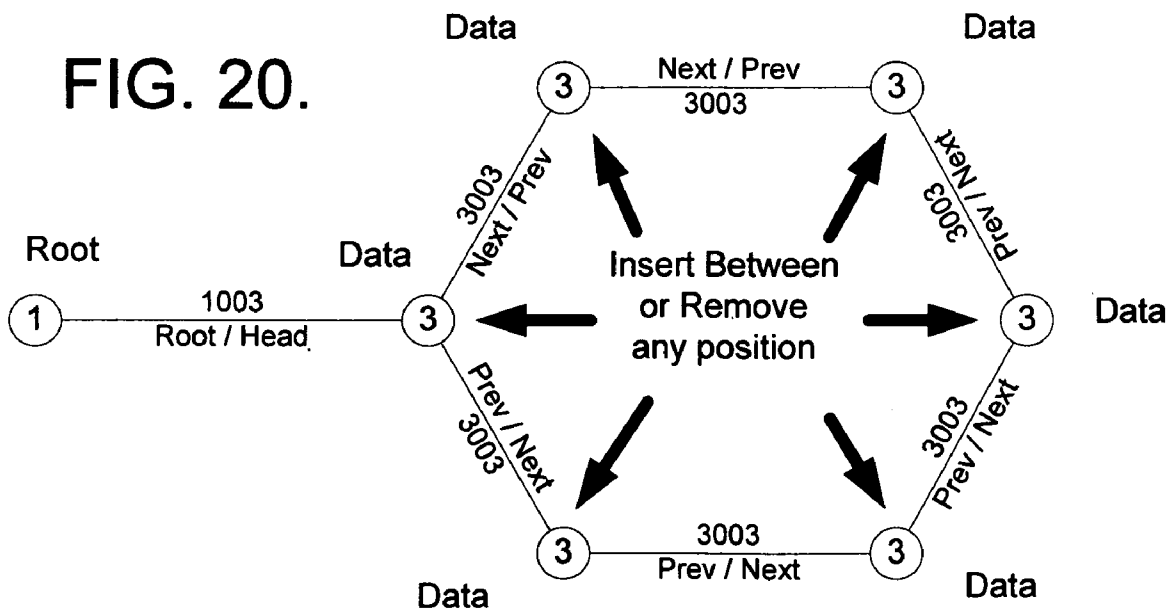 FIG. 20.
Data
Data
3
Next / Prev
3003
3
3003
Next / Prev
Prev / Next
3003
Root
Data
Insert Between
or Remove
any position
1
1003
Root / Head
3
3
Data
Prev / Next
3003
3003
Prev / Next
3
3003
Prev / Next
3
Data
Data